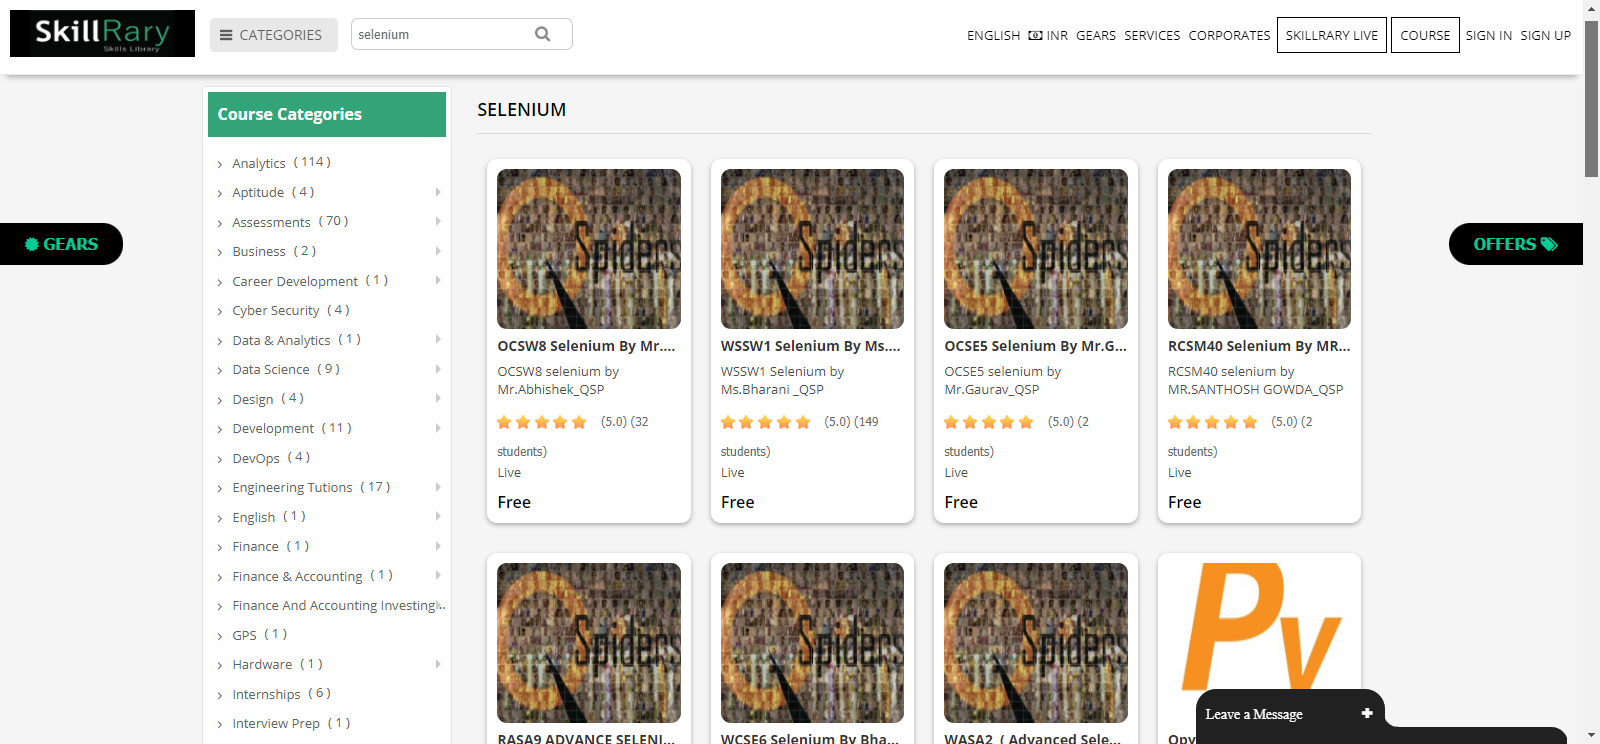 SkillRary
Skills Library
CATEGORIES
selenium
ENGLISH INR GEARS SERVICES CORPORATES SKILLRARY LIVE COURSE SIGN IN SIGN UP
Course Categories
Analytics ( 114 )
Aptitude ( 4 )
Assessments ( 70 )
Business ( 2 )
Career Development ( 1 )
Cyber Security ( 4 )
Data & Analytics ( 1 )
Data Science ( 9 )
Design ( 4 )
Development ( 11 )
DevOps ( 4 )
Engineering Tutions ( 17 )
English ( 1 )
Finance ( 1 )
Finance & Accounting ( 1 )
Finance And Accounting Investing..
GPS ( 1 )
Hardware ( 1 )
Internships ( 6 )
Interview Prep ( 1 )
GEARS
OFFERS
SELENIUM
Spiders
OCSW8 Selenium By Mr....
OCSW8 selenium by
Mr.Abhishek_QSP
(5.0) (32
students)
Live
Free
Spiders
WSSW1 Selenium By Ms....
WSSW1 Selenium by
Ms.Bharani _QSP
(5.0) (149
students)
Live
Free
Spiders
OCSE5 Selenium By Mr.G...
OCSE5 selenium by
Mr.Gaurav_QSP
(5.0) (2
students)
Live
Free
Spiders
RCSM40 Selenium By MR...
RCSM40 selenium by
MR.SANTHOSH GOWDA_QSP
(5.0) (2
students)
Live
Free
Spiders
RASA9 ADVANCE SELENI...
Spiders
WCSE6 Selenium By Bha...
Spiders
WASA2 ( Advanced Sele...
Pv
Leave a Message